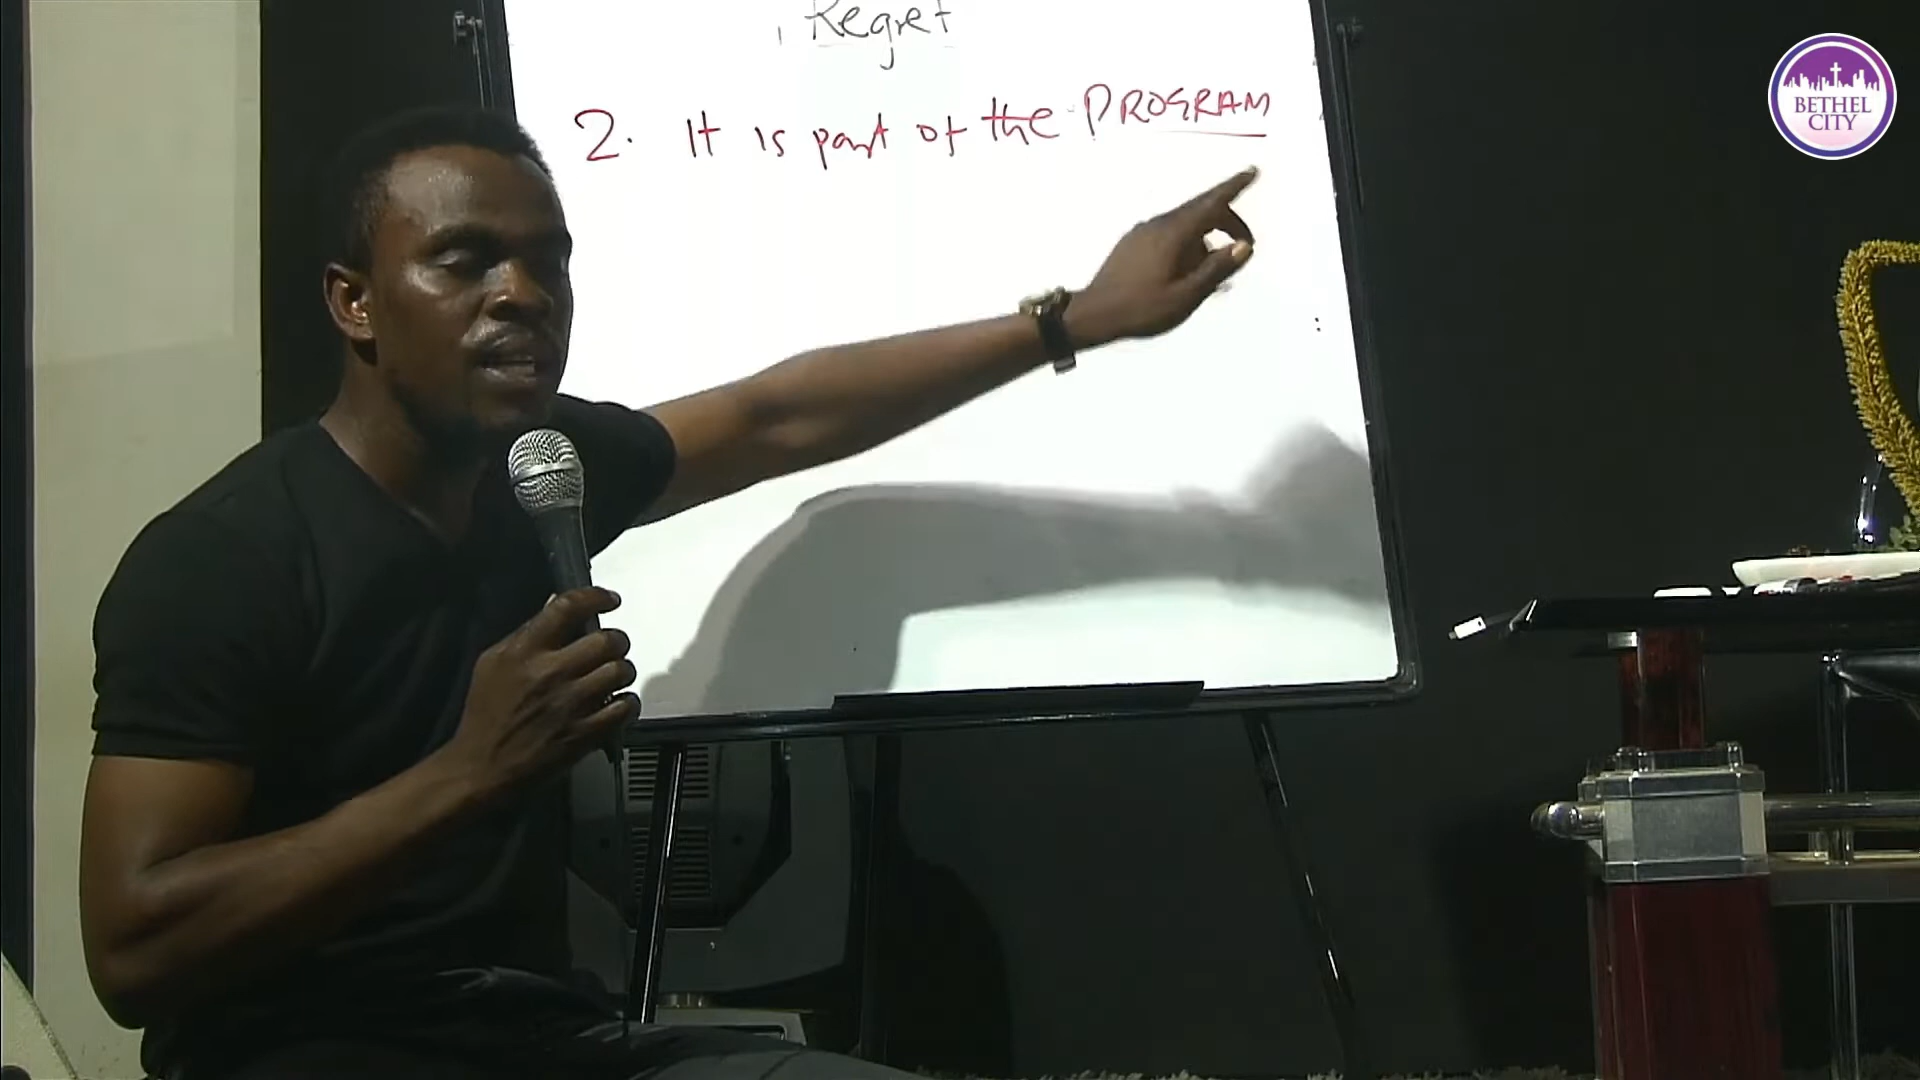 Regret
2. It is part of the PROGRAM
BETHEL
CITY